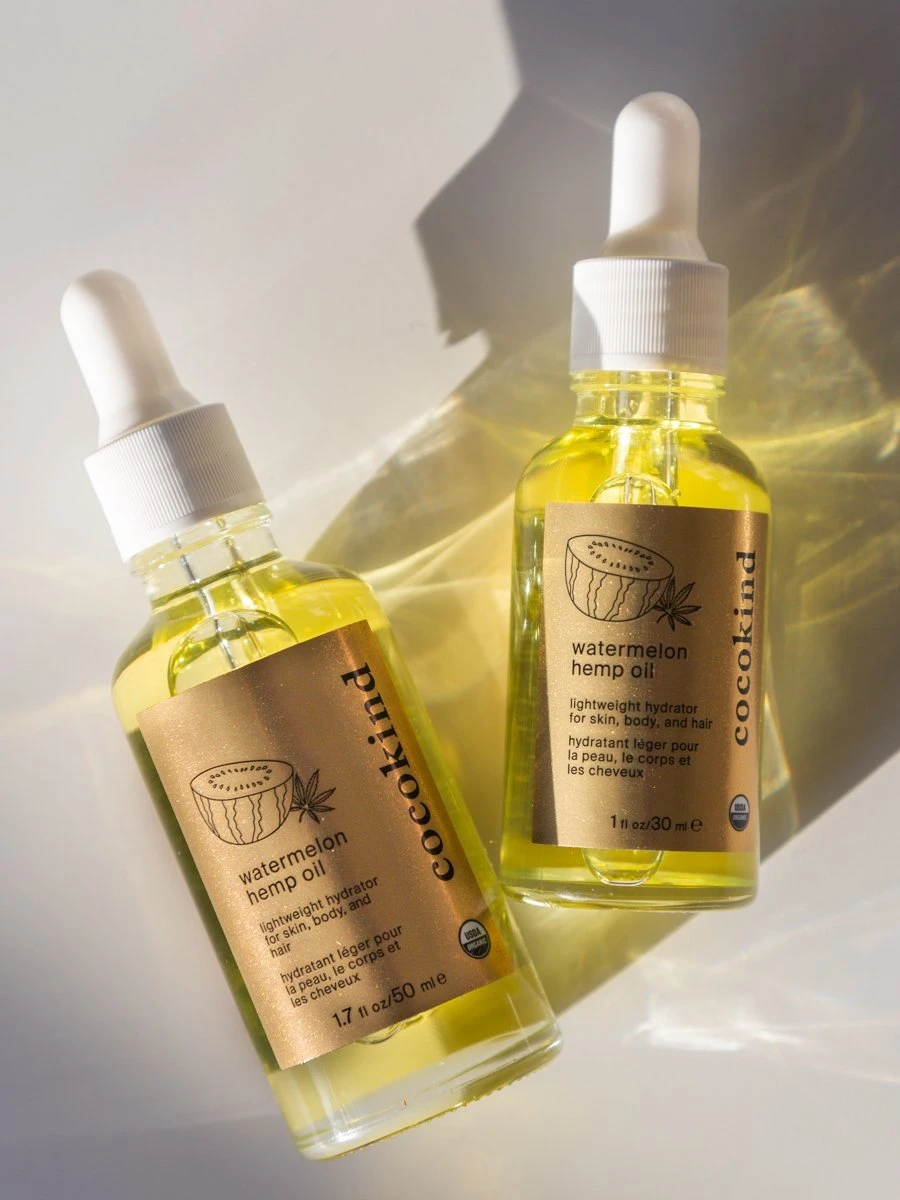 cocokind
watermelon
hemp oil
lightweight hydrator
for skin, body, and
hair
hydratant léger pour
la peau, le corps et
les cheveux
1.7 fl oz/50 ml ℮
USDA
ORGANIC
cocokind
watermelon
hemp oil
lightweight hydrator
for skin, body, and hair
hydratant léger pour
la peau, le corps et
les cheveux
1 fl oz/30 ml ℮
USDA
ORGANIC